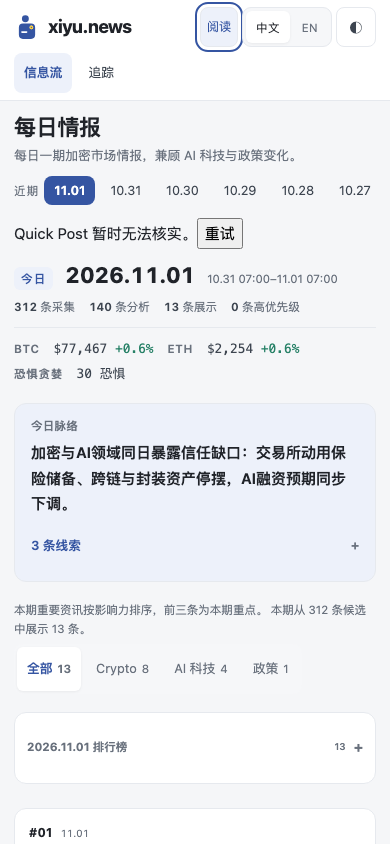 xiyu.news
阅读
中文
EN
信息流
追踪
每日情报
每日一期加密市场情报，兼顾 AI 科技与政策变化。
近期 11.01 10.31 10.30 10.29 10.28 10.27
Quick Post 暂时无法核实。 重试
今日 2026.11.01 10.31 07:00–11.01 07:00
312 条采集 140 条分析 13 条展示 0 条高优先级
BTC $77,467 +0.6% ETH $2,254 +0.6%
恐惧贪婪 30 恐惧
今日脉络
加密与AI领域同日暴露信任缺口：交易所动用保
险储备、跨链与封装资产停摆，AI融资预期同步
下调。
3 条线索 +
本期重要资讯按影响力排序，前三条为本期重点。 本期从 312 条候选
中展示 13 条。
全部 13 Crypto 8 AI 科技 4 政策 1
2026.11.01 排行榜 13 +
#01 11.01